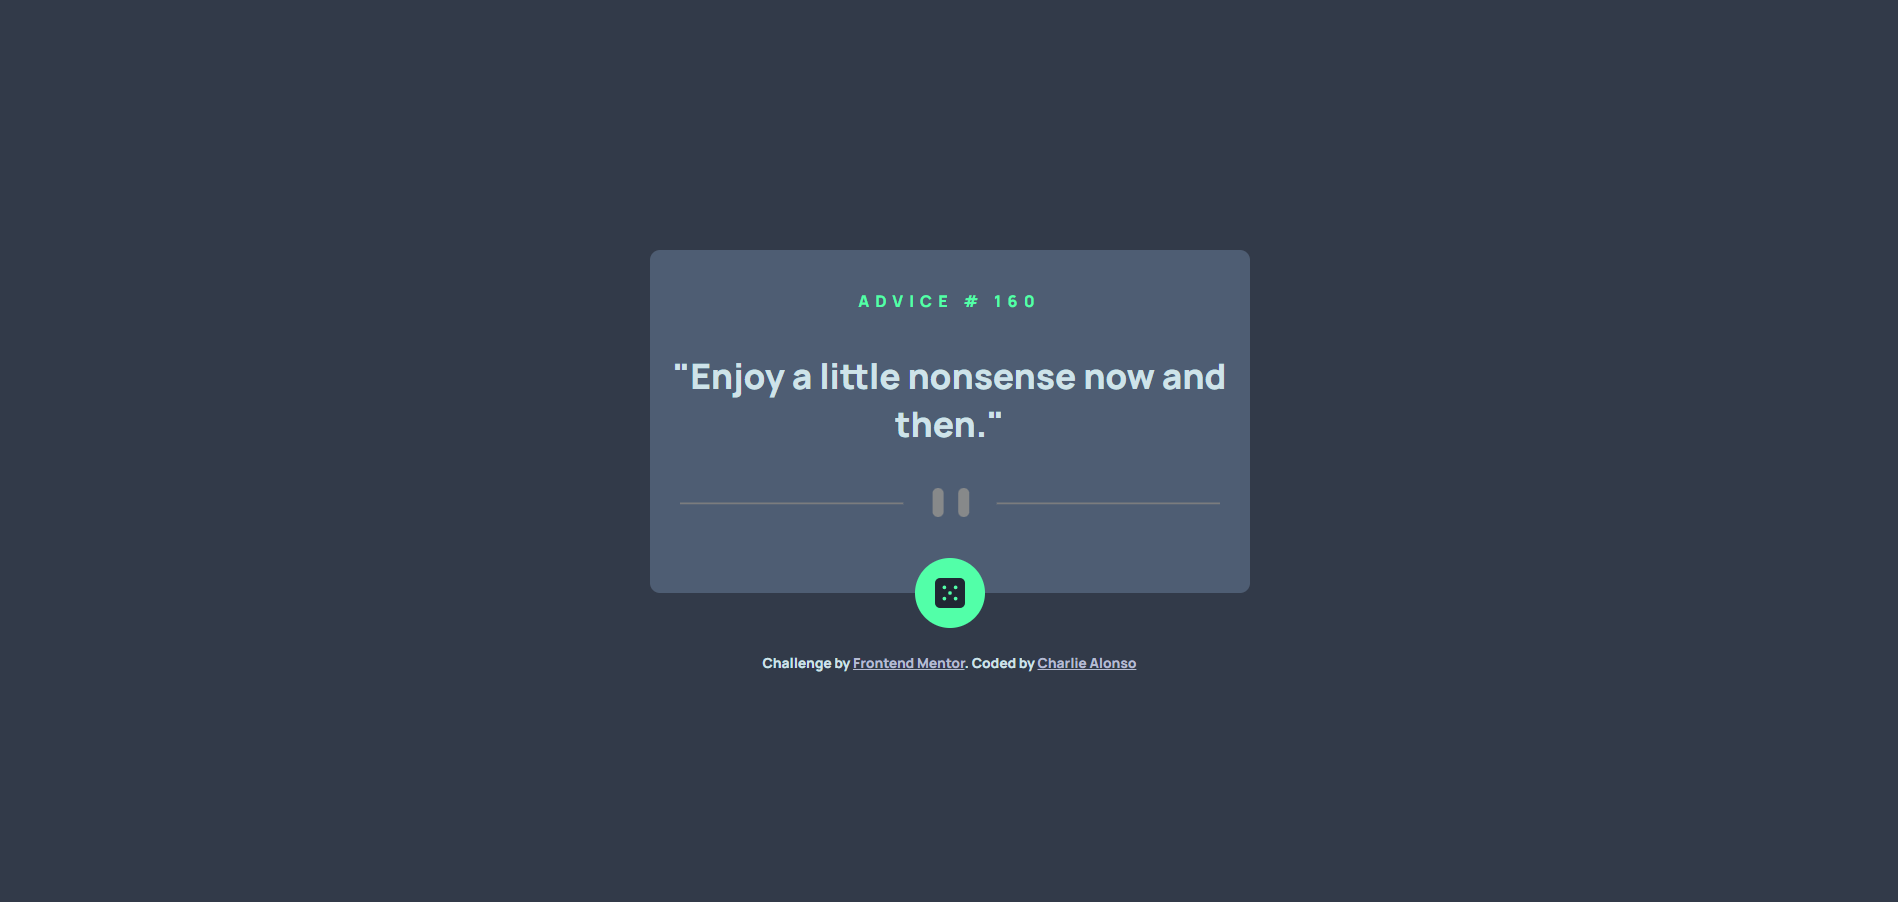 ADVICE # 160
"Enjoy a little nonsense now and
then."
Challenge by Frontend Mentor. Coded by Charlie Alonso